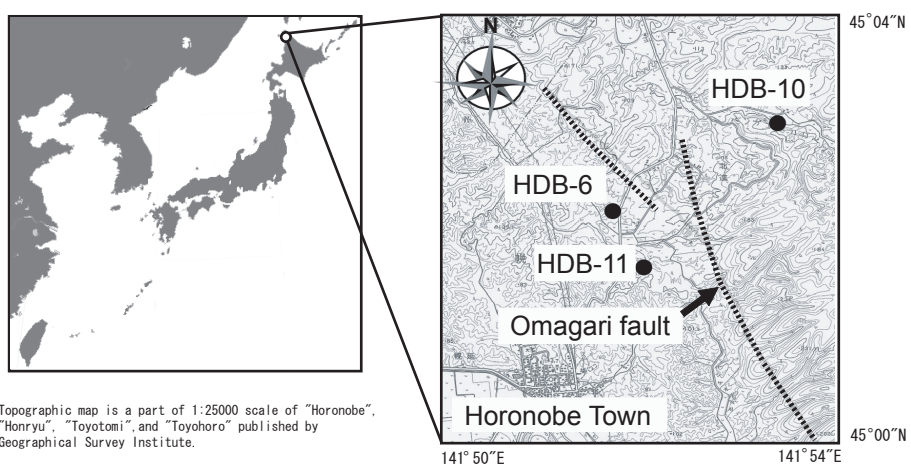 45°04″N
N
HDB-10
HDB-6
HDB-11
Omagari fault
Horonobe Town
45°00″N
141°50″E
141°54″E
Topographic map is a part of 1:25000 scale of "Horonobe",
"Honryu", "Toyotomi", and "Toyohoro" published by
Geographical Survey Institute.